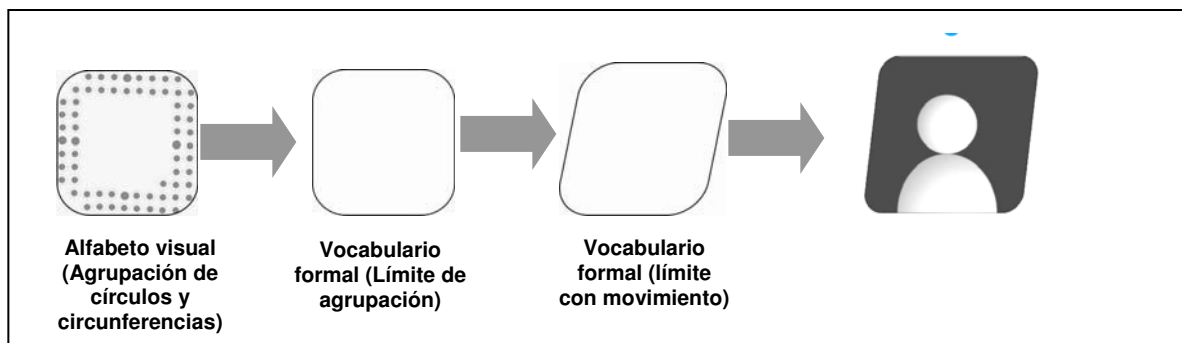 Alfabeto visual
(Agrupación de
círculos y
circunferencias)
Vocabulario
formal (Límite de
agrupación)
Vocabulario
formal (límite
con movimiento)